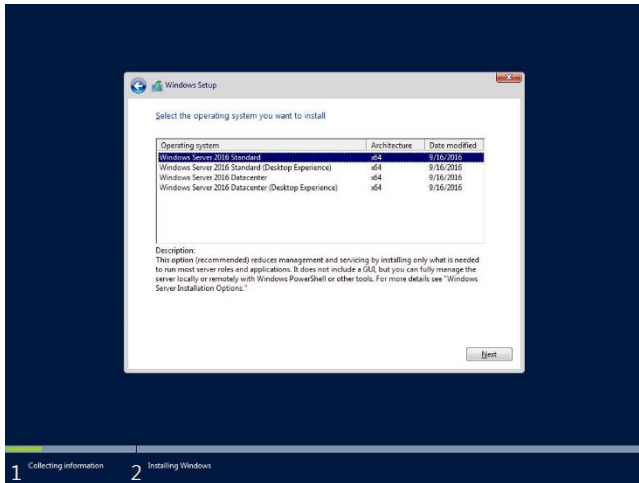 Windows Setup
Select the operating system you want to install
Operating system Architecture Date modified
Windows Server 2016 Standard x64 9/16/2016
Windows Server 2016 Standard (Desktop Experience) x64 9/16/2016
Windows Server 2016 Datacenter x64 9/16/2016
Windows Server 2016 Datacenter (Desktop Experience) x64 9/16/2016
Description:
This option (recommended) reduces management and servicing by installing only what is needed
to run most server roles and applications. It does not include a GUI, but you can fully manage the
server locally or remotely with Windows PowerShell or other tools. For more details see "Windows
Server Installation Options."
Next
1 Collecting information 2 Installing Windows